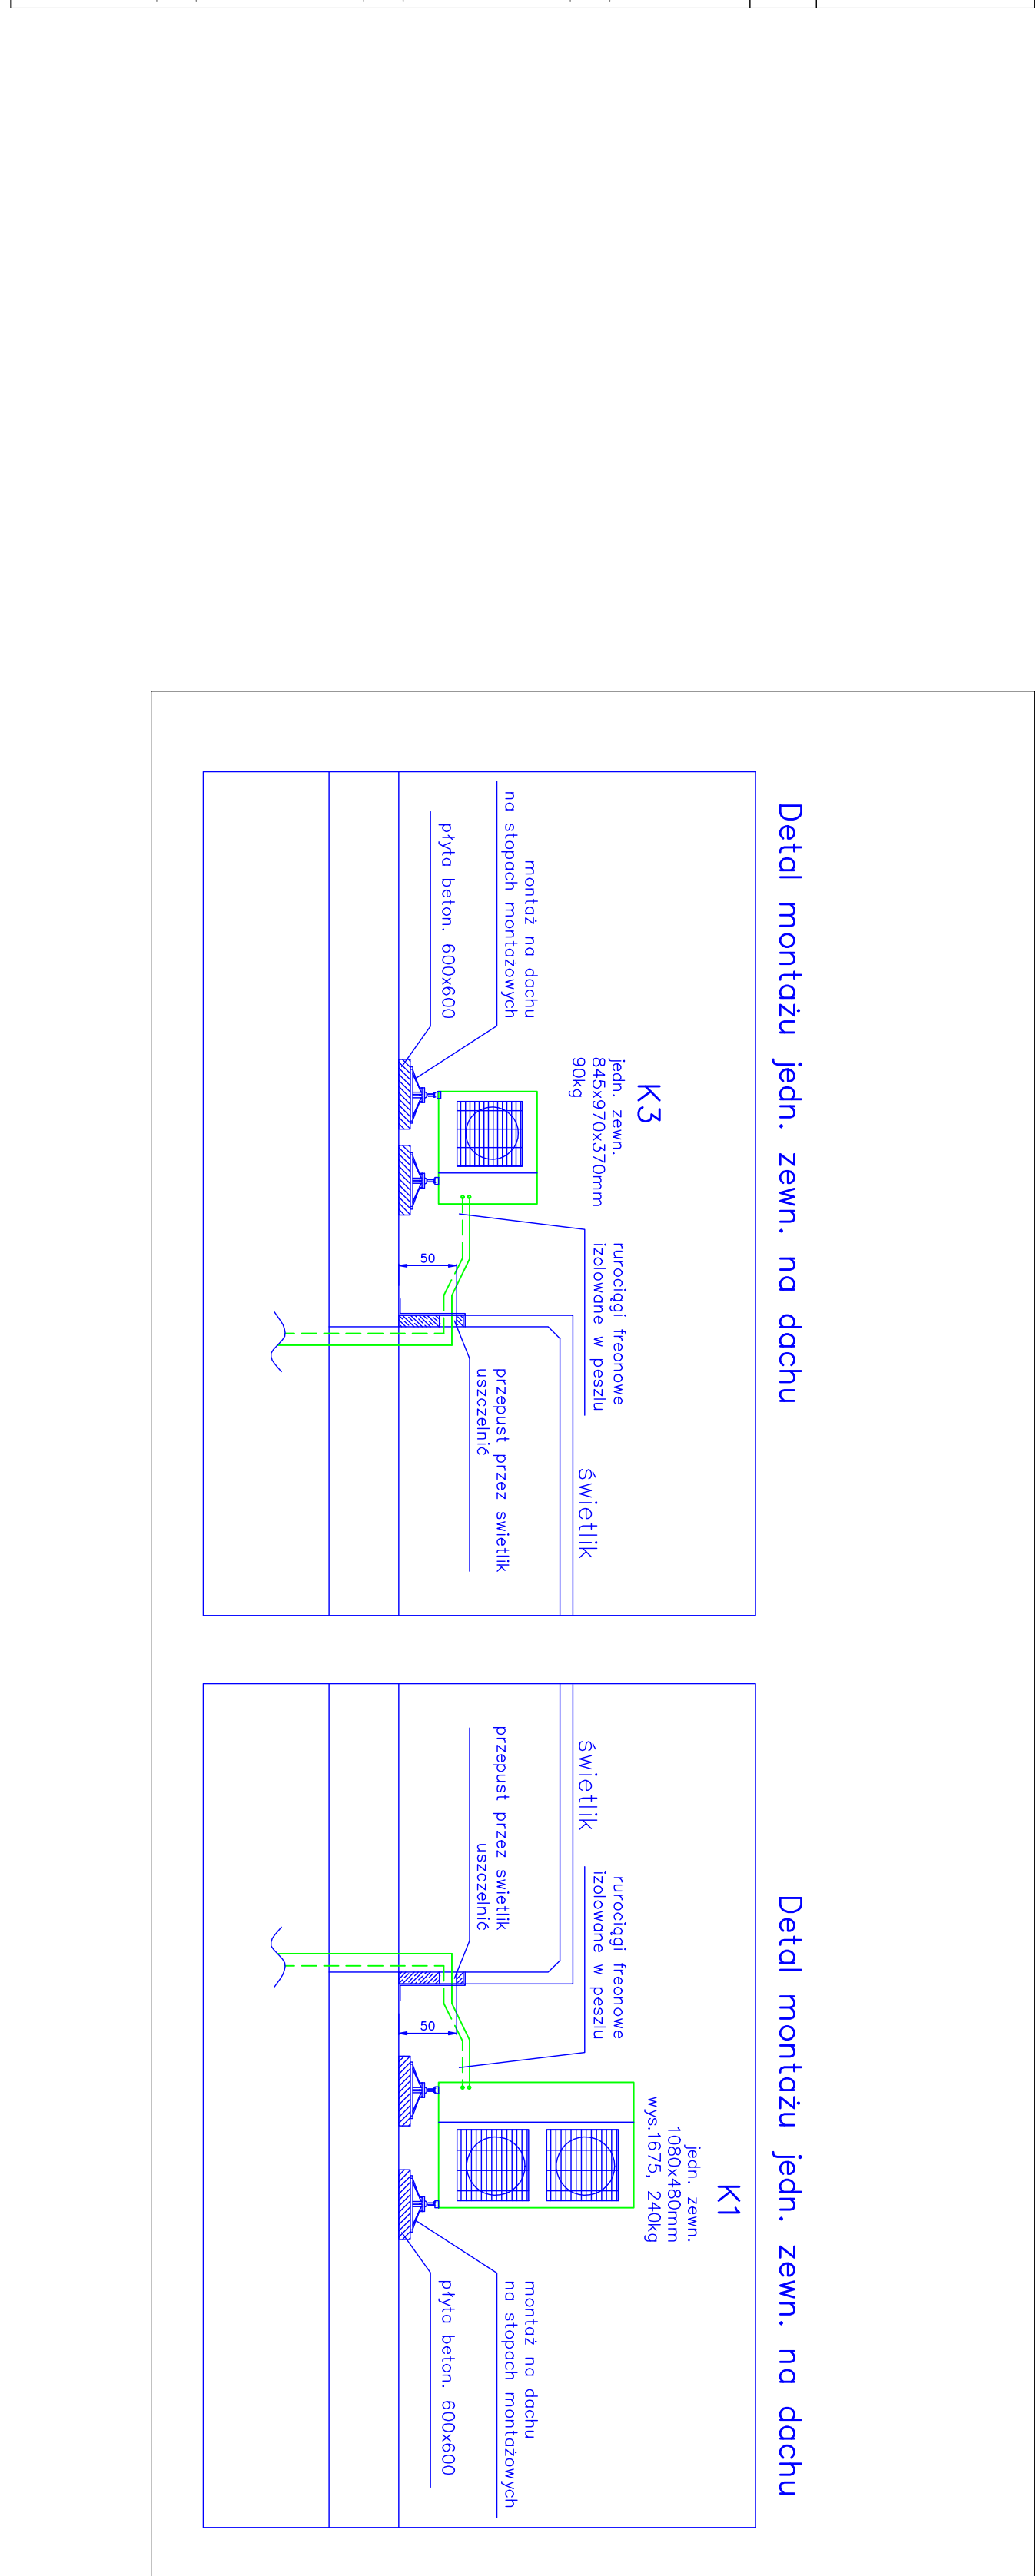 Detal montażu jedn. zewn. na dachu
K3
jedn. zewn.
845x970x370mm
90kg
montaż na dachu
na stopach montażowych
płyta beton. 600x600
rurociągi freonowe
izolowane w peszlu
50
świetlik
przepust przez swietlik
uszczelnić
Detal montażu jedn. zewn. na dachu
świetlik
przepust przez swietlik
uszczelnić
rurociągi freonowe
izolowane w peszlu
50
K1
jedn. zewn.
1080x480mm
wys.1675, 240kg
montaż na dachu
na stopach montażowych
płyta beton. 600x600